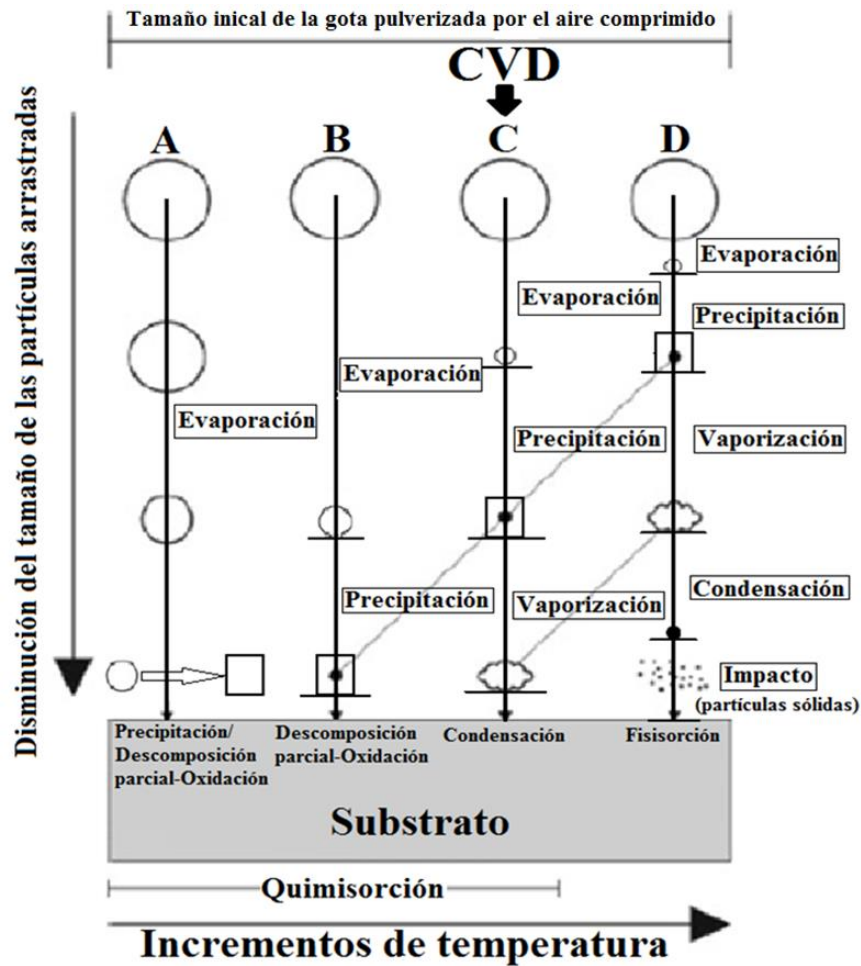 Tamaño inical de la gota pulverizada por el aire comprimido
CVD
A
B
C
D
Disminución del tamaño de las partículas arrastradas
Evaporación
Evaporación
Evaporación
Evaporación
Precipitación
Precipitación
Precipitación
Vaporización
Vaporización
Condensación
Impacto
(partículas sólidas)
Precipitación/
Descomposición
parcial-Oxidación
Descomposición
parcial-Oxidación
Condensación
Fisisorción
Substrato
Quimisorción
Incrementos de temperatura